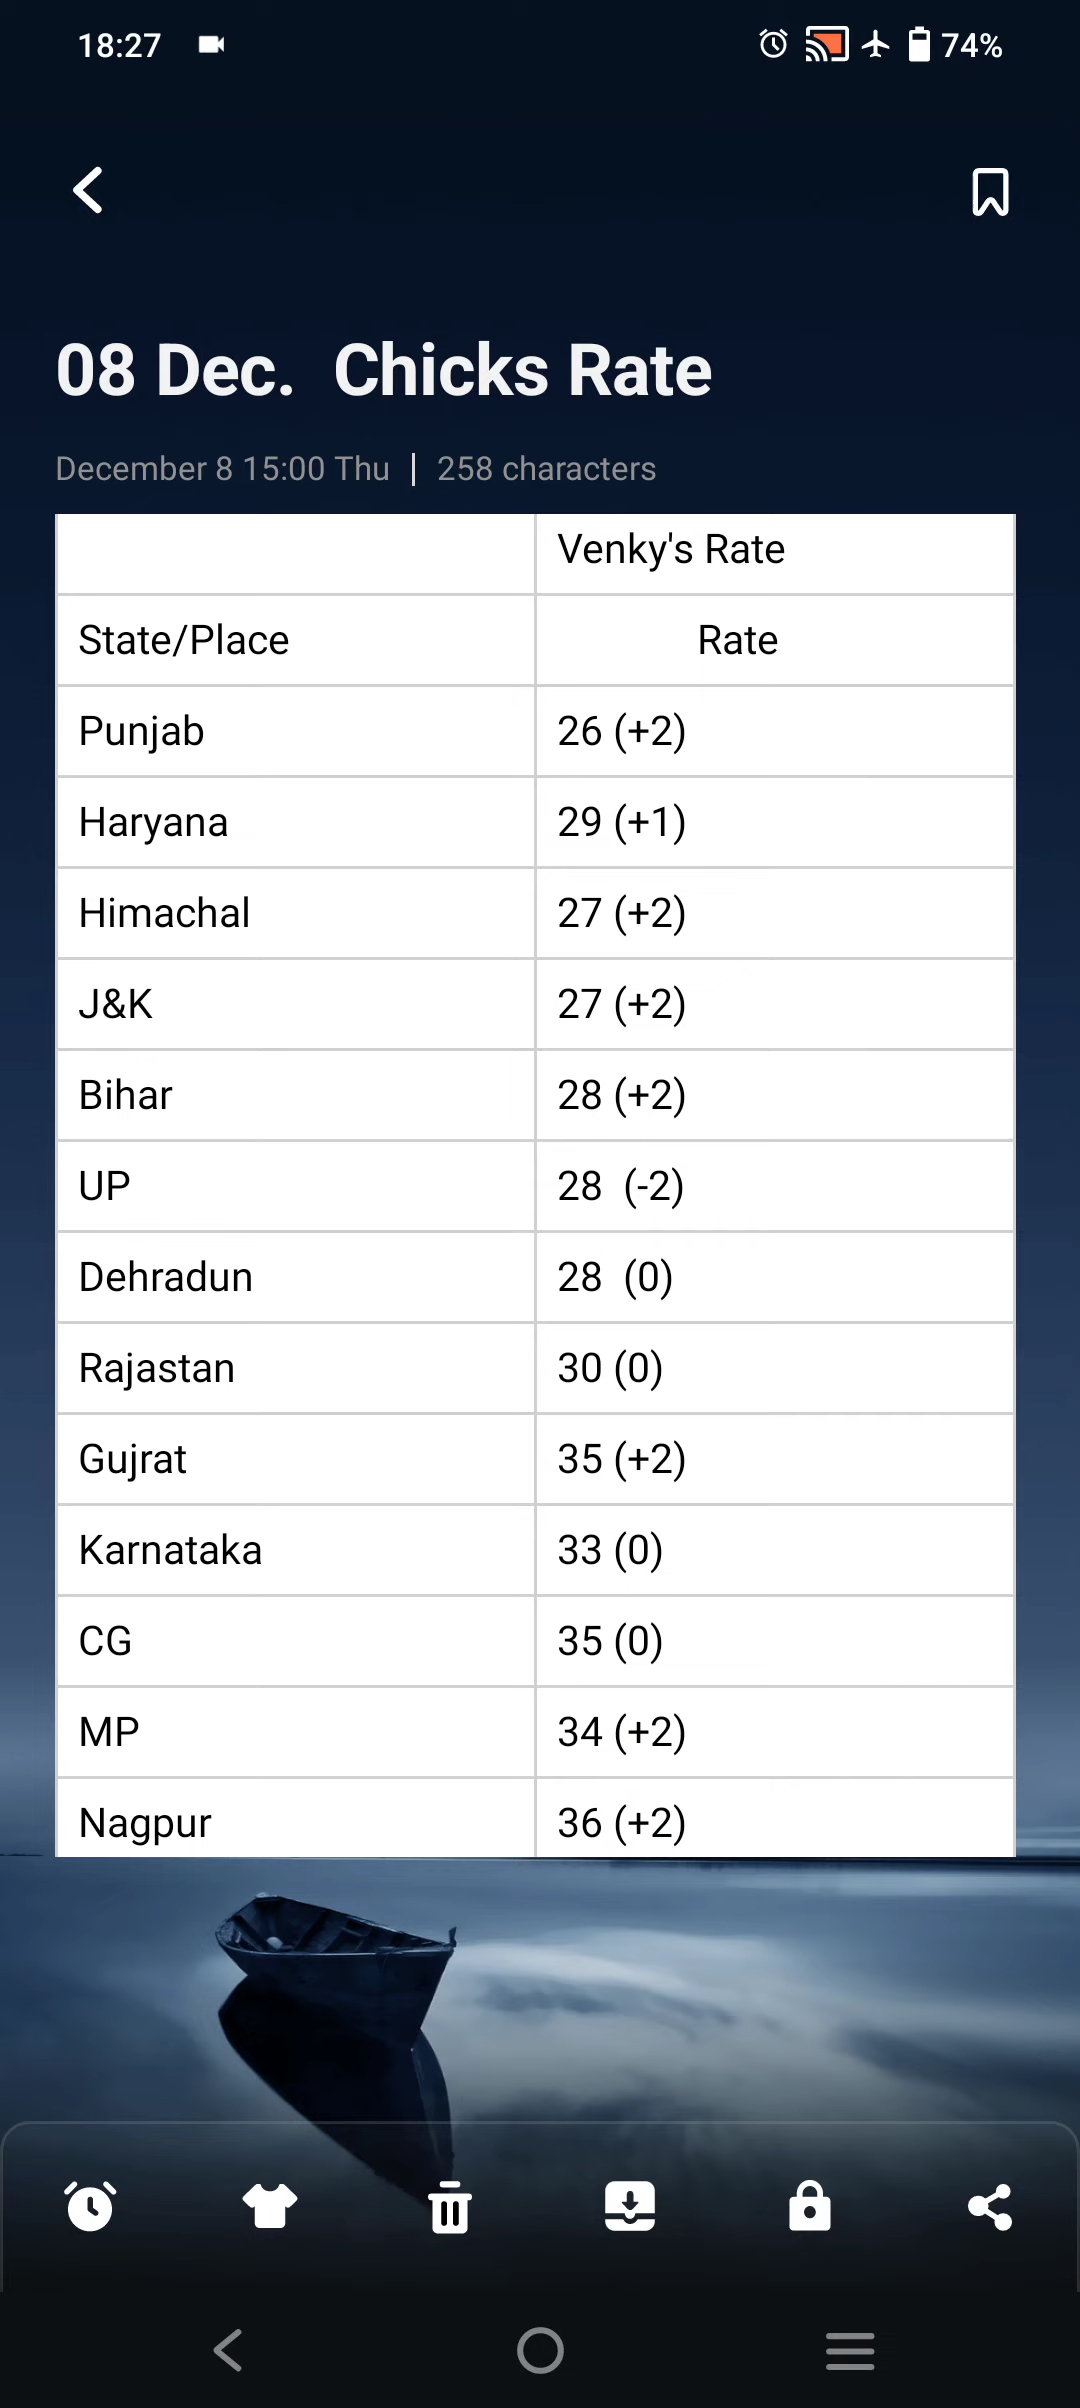 18:27 74%
08 Dec.  Chicks Rate
December 8 15:00 Thu | 258 characters
Venky's Rate
State/Place Rate
Punjab 26 (+2)
Haryana 29 (+1)
Himachal 27 (+2)
J&K 27 (+2)
Bihar 28 (+2)
UP 28  (-2)
Dehradun 28  (0)
Rajastan 30 (0)
Gujrat 35 (+2)
Karnataka 33 (0)
CG 35 (0)
MP 34 (+2)
Nagpur 36 (+2)